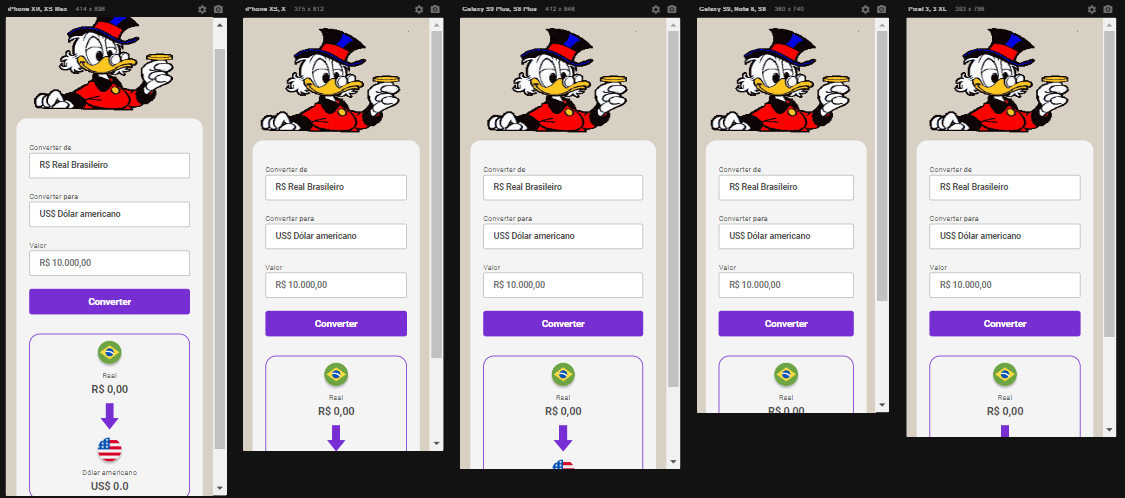 iPhone XR, XS Max 414 x 896
Converter de
R$ Real Brasileiro
Converter para
US$ Dólar americano
Valor
R$ 10.000,00
Converter
Real
R$ 0,00
Dólar americano
US$ 0.0
iPhone XS, X 375 x 812
Converter de
R$ Real Brasileiro
Converter para
US$ Dólar americano
Valor
R$ 10.000,00
Converter
Real
R$ 0,00
Galaxy S9 Plus, S8 Plus 412 x 846
Converter de
R$ Real Brasileiro
Converter para
US$ Dólar americano
Valor
R$ 10.000,00
Converter
Real
R$ 0,00
Galaxy S9, Note 8, S8 360 x 740
Converter de
R$ Real Brasileiro
Converter para
US$ Dólar americano
Valor
R$ 10.000,00
Converter
Real
R$ 0,00
Pixel 3, 3 XL 393 x 786
Converter de
R$ Real Brasileiro
Converter para
US$ Dólar americano
Valor
R$ 10.000,00
Converter
Real
R$ 0,00